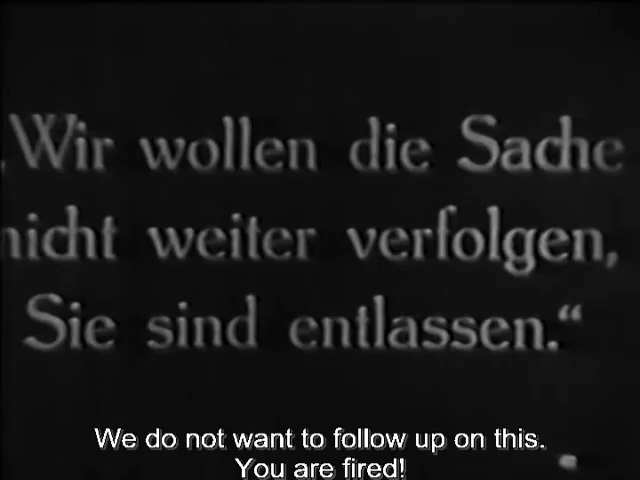 „Wir wollen die Sache
nicht weiter verfolgen,
Sie sind entlassen.“
We do not want to follow up on this.
You are fired!